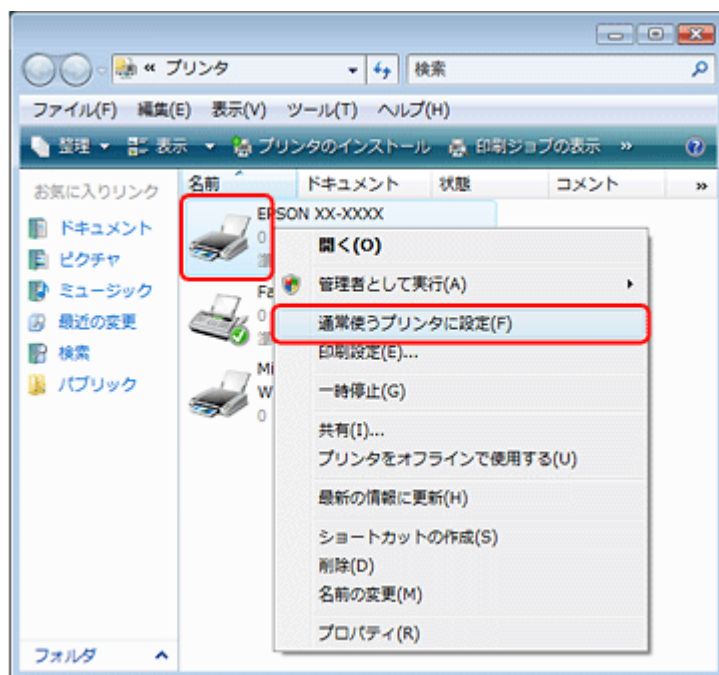 « プリンタ
検索
ファイル(F) 編集(E) 表示(V) ツール(T) ヘルプ(H)
整理 表示 プリンタのインストール 印刷ジョブの表示 »
お気に入りリンク
ドキュメント
ピクチャ
ミュージック
最近の変更
検索
パブリック
フォルダ
名前 ドキュメント 状態 コメント »
EPSON XX-XXXX
0
準
Fa
0
準
Mi
W
0
開く(O)
管理者として実行(A)
通常使うプリンタに設定(F)
印刷設定(E)...
一時停止(G)
共有(I)...
プリンタをオフラインで使用する(U)
最新の情報に更新(H)
ショートカットの作成(S)
削除(D)
名前の変更(M)
プロパティ(R)